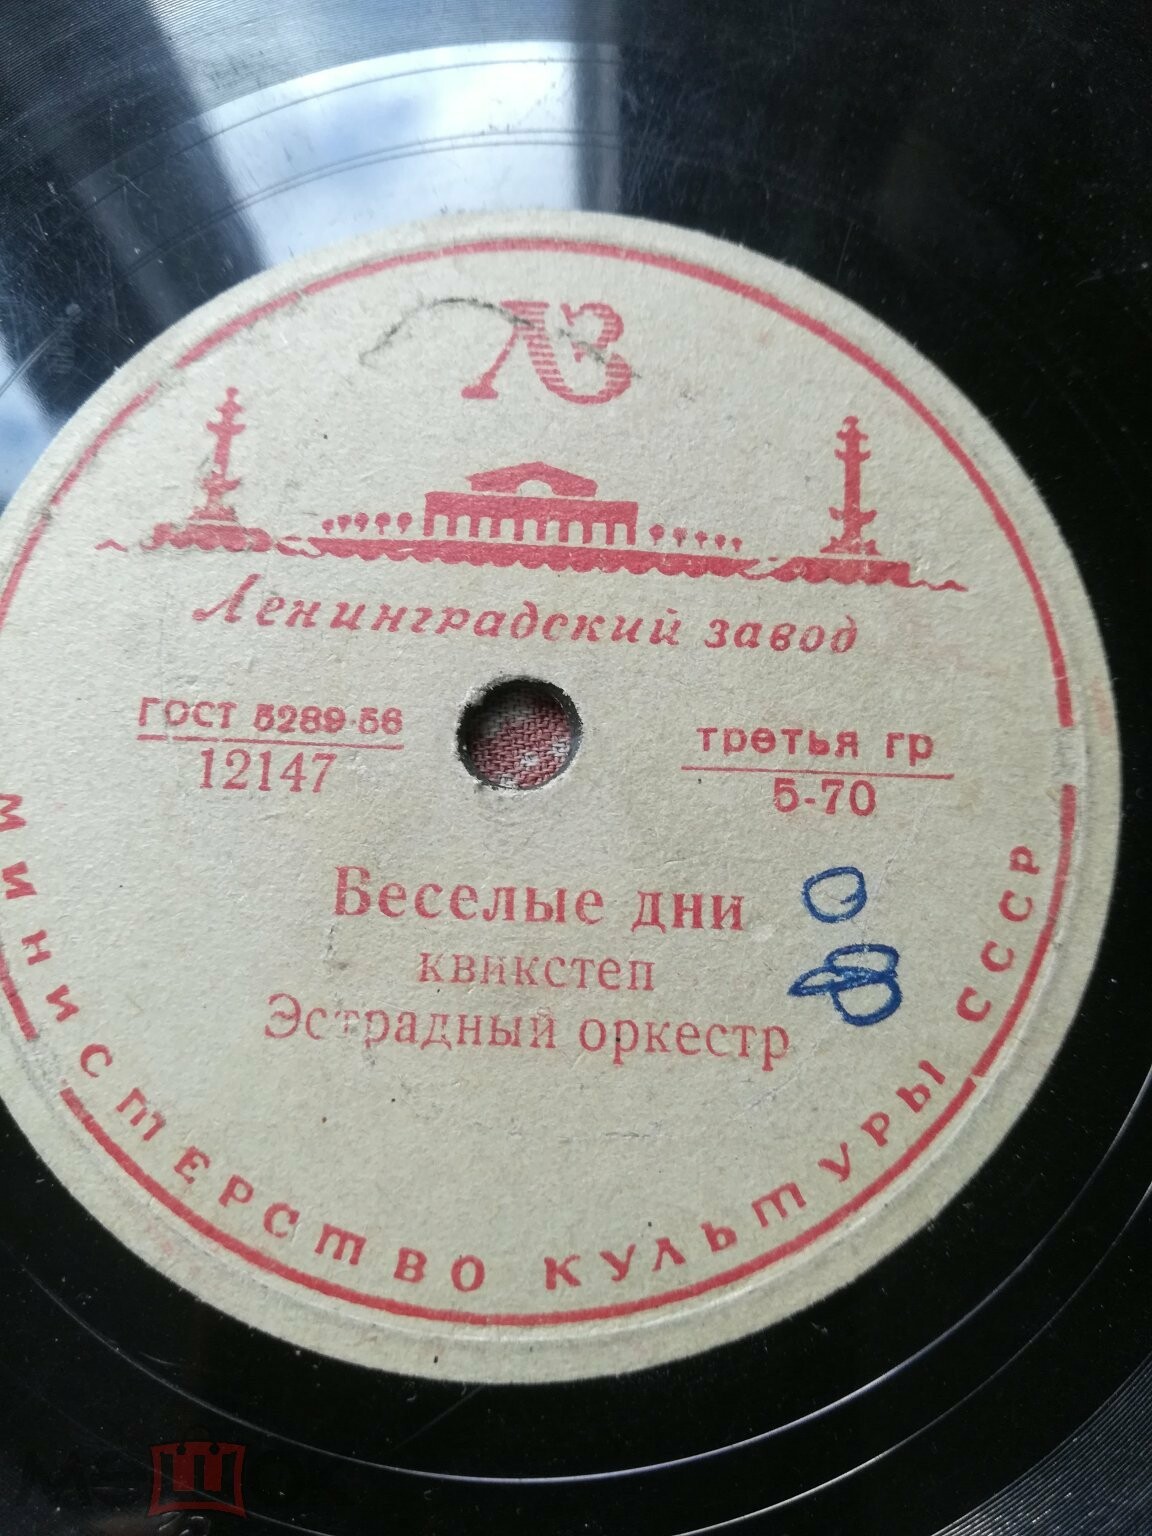 ЛЗ
Ленинградский завод
ГОСТ 5289-56
12147
третья гр
5-70
Беселые дни
квикстеп
Эстрадный оркестр
МИНИСТЕРСТВО КУЛЬТУРЫ СССР